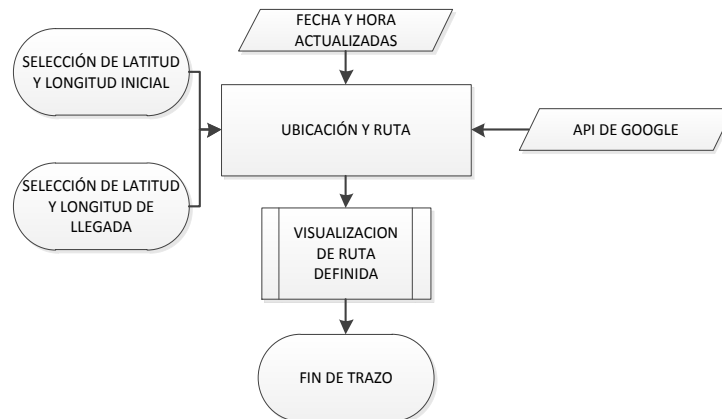 FECHA Y HORA
ACTUALIZADAS
SELECCIÓN DE LATITUD
Y LONGITUD INICIAL
UBICACIÓN Y RUTA
API DE GOOGLE
SELECCIÓN DE LATITUD
Y LONGITUD DE
LLEGADA
VISUALIZACION
DE RUTA
DEFINIDA
FIN DE TRAZO